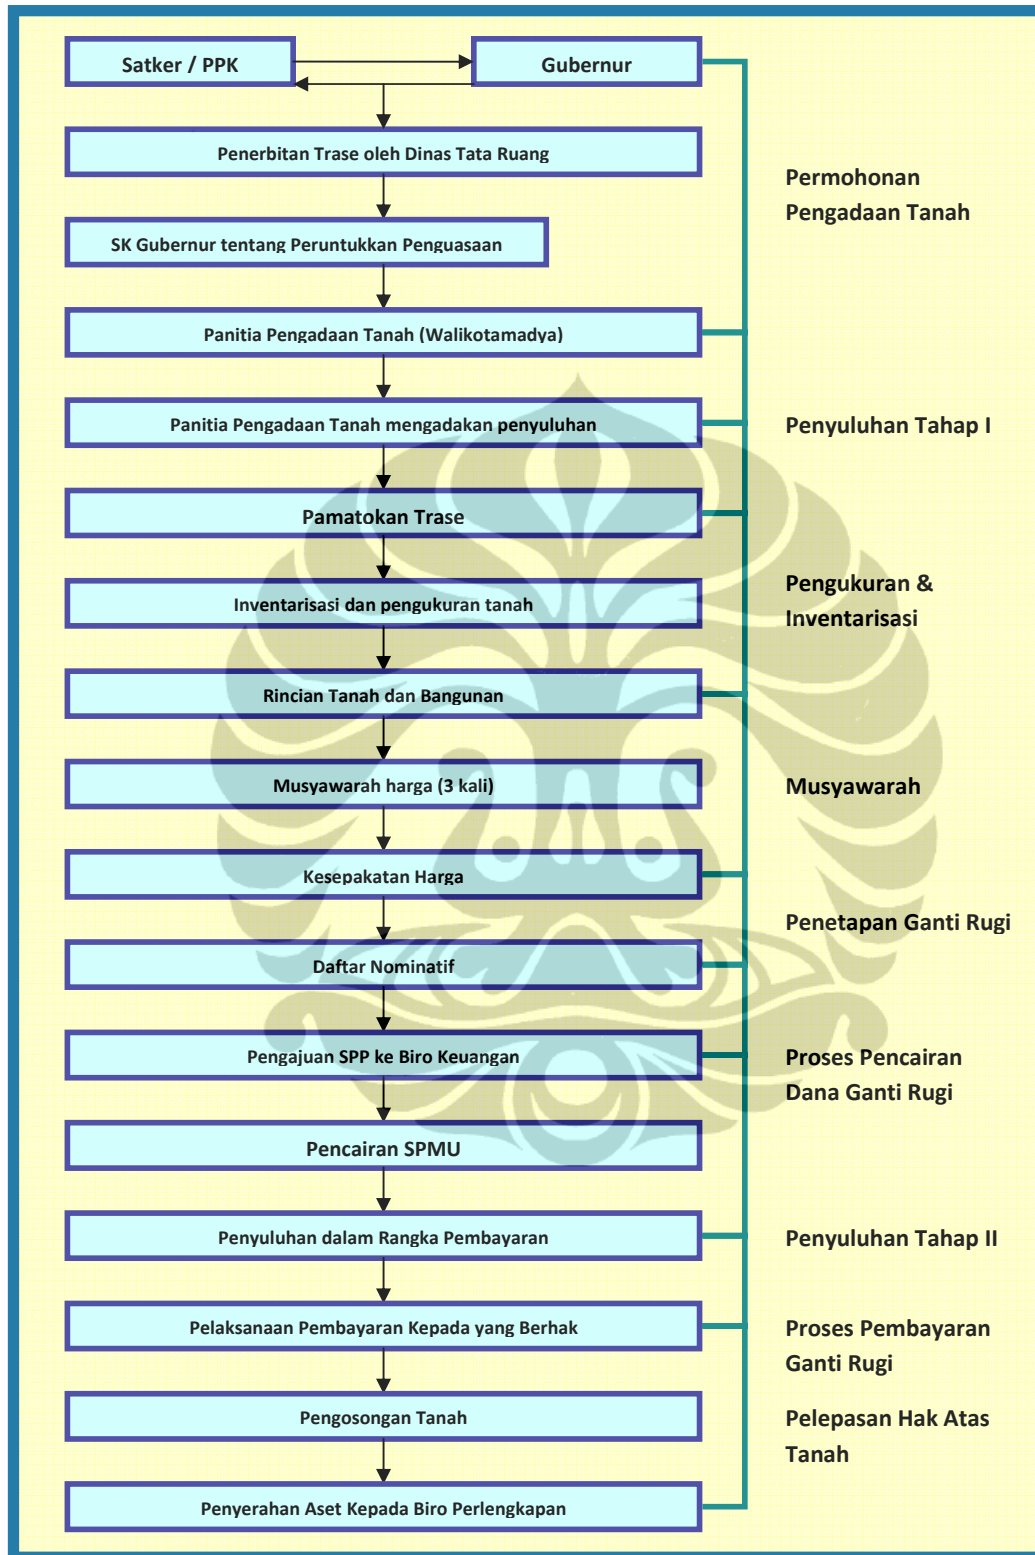 Satker / PPK
Gubernur
Penerbitan Trase oleh Dinas Tata Ruang
Permohonan
Pengadaan Tanah
SK Gubernur tentang Peruntukkan Penguasaan
Panitia Pengadaan Tanah (Walikotamadya)
Panitia Pengadaan Tanah mengadakan penyuluhan
Penyuluhan Tahap I
Pamatokan Trase
Pengukuran &
Inventarisasi
Inventarisasi dan pengukuran tanah
Rincian Tanah dan Bangunan
Musyawarah harga (3 kali)
Musyawarah
Kesepakatan Harga
Penetapan Ganti Rugi
Daftar Nominatif
Pengajuan SPP ke Biro Keuangan
Proses Pencairan
Dana Ganti Rugi
Pencairan SPMU
Penyuluhan dalam Rangka Pembayaran
Penyuluhan Tahap II
Pelaksanaan Pembayaran Kepada yang Berhak
Proses Pembayaran
Ganti Rugi
Pengosongan Tanah
Pelepasan Hak Atas
Tanah
Penyerahan Aset Kepada Biro Perlengkapan